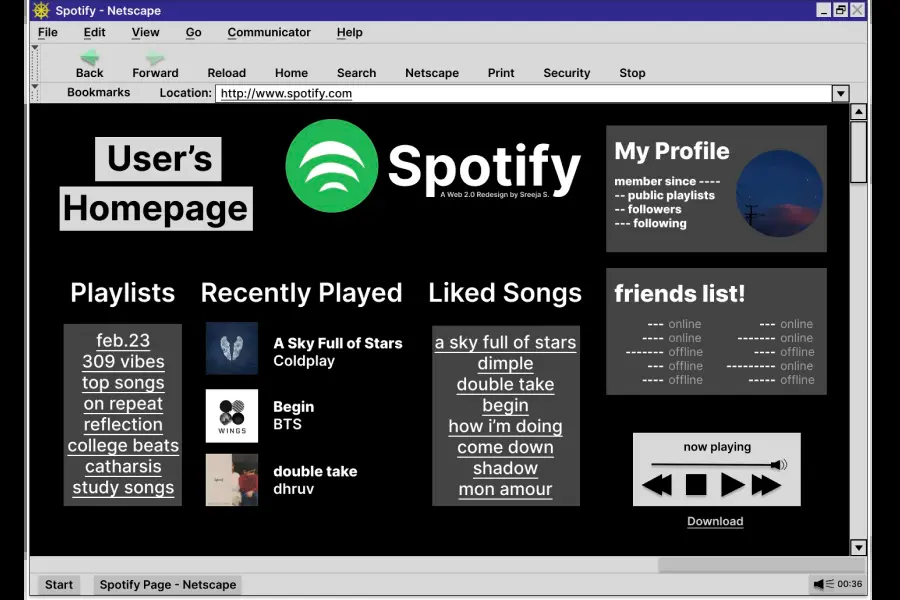 Spotify - Netscape
File Edit View Go Communicator Help
Back Forward Reload Home Search Netscape Print Security Stop
Bookmarks Location: http://www.spotify.com
User's
Homepage
Spotify
A Web 2.0 Redesign by Sreeja S.
My Profile
member since ----
-- public playlists
-- followers
--- following
Playlists
feb.23
309 vibes
top songs
on repeat
reflection
college beats
catharsis
study songs
Recently Played
A Sky Full of Stars
Coldplay
WINGS
Begin
BTS
double take
dhruv
Liked Songs
a sky full of stars
dimple
double take
begin
how i'm doing
come down
shadow
mon amour
friends list!
--- online --- online
---- online ------- online
------- offline ---- offline
--- offline --------- online
---- offline ----- offline
now playing
Download
Start Spotify Page - Netscape 00:36